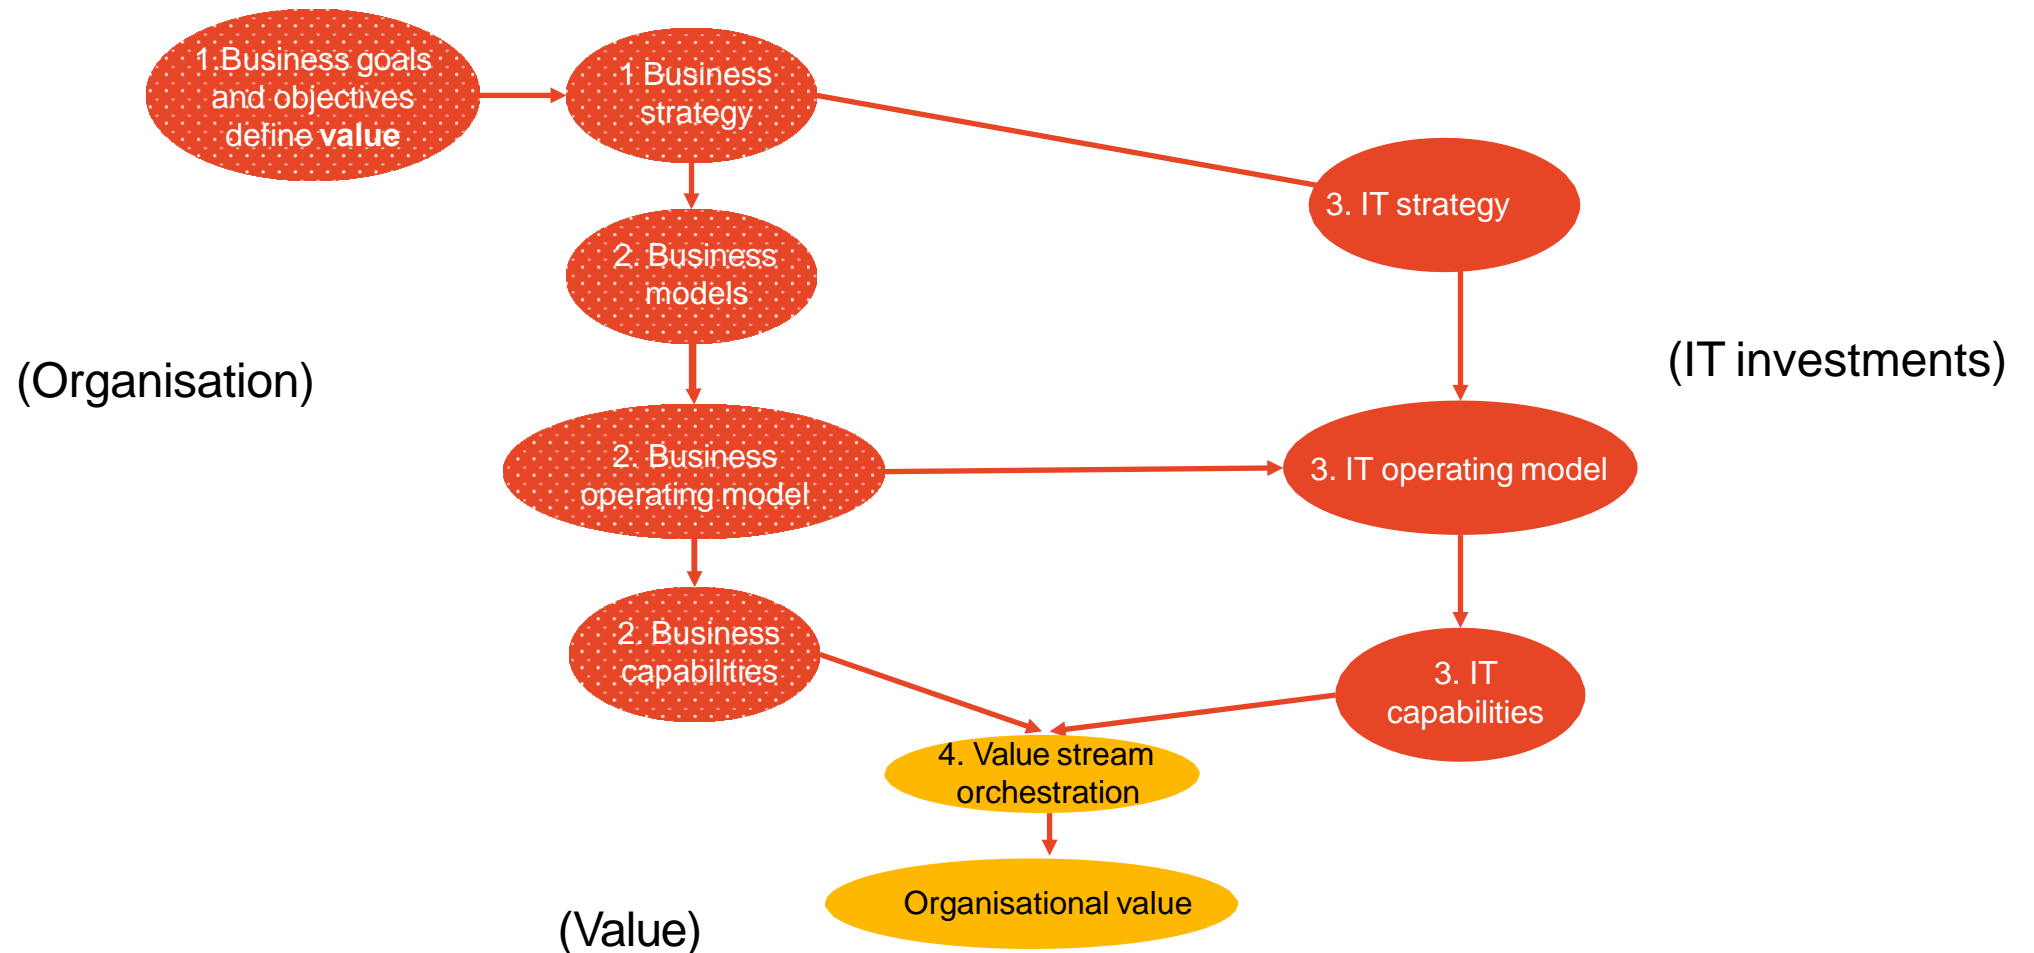 1.Business goals
and objectives
define value
1 Business
strategy
3. IT strategy
2. Business
models
(Organisation)
(IT investments)
2. Business
operating model
3. IT operating model
2. Business
capabilities
3. IT
capabilities
4. Value stream
orchestration
Organisational value
(Value)